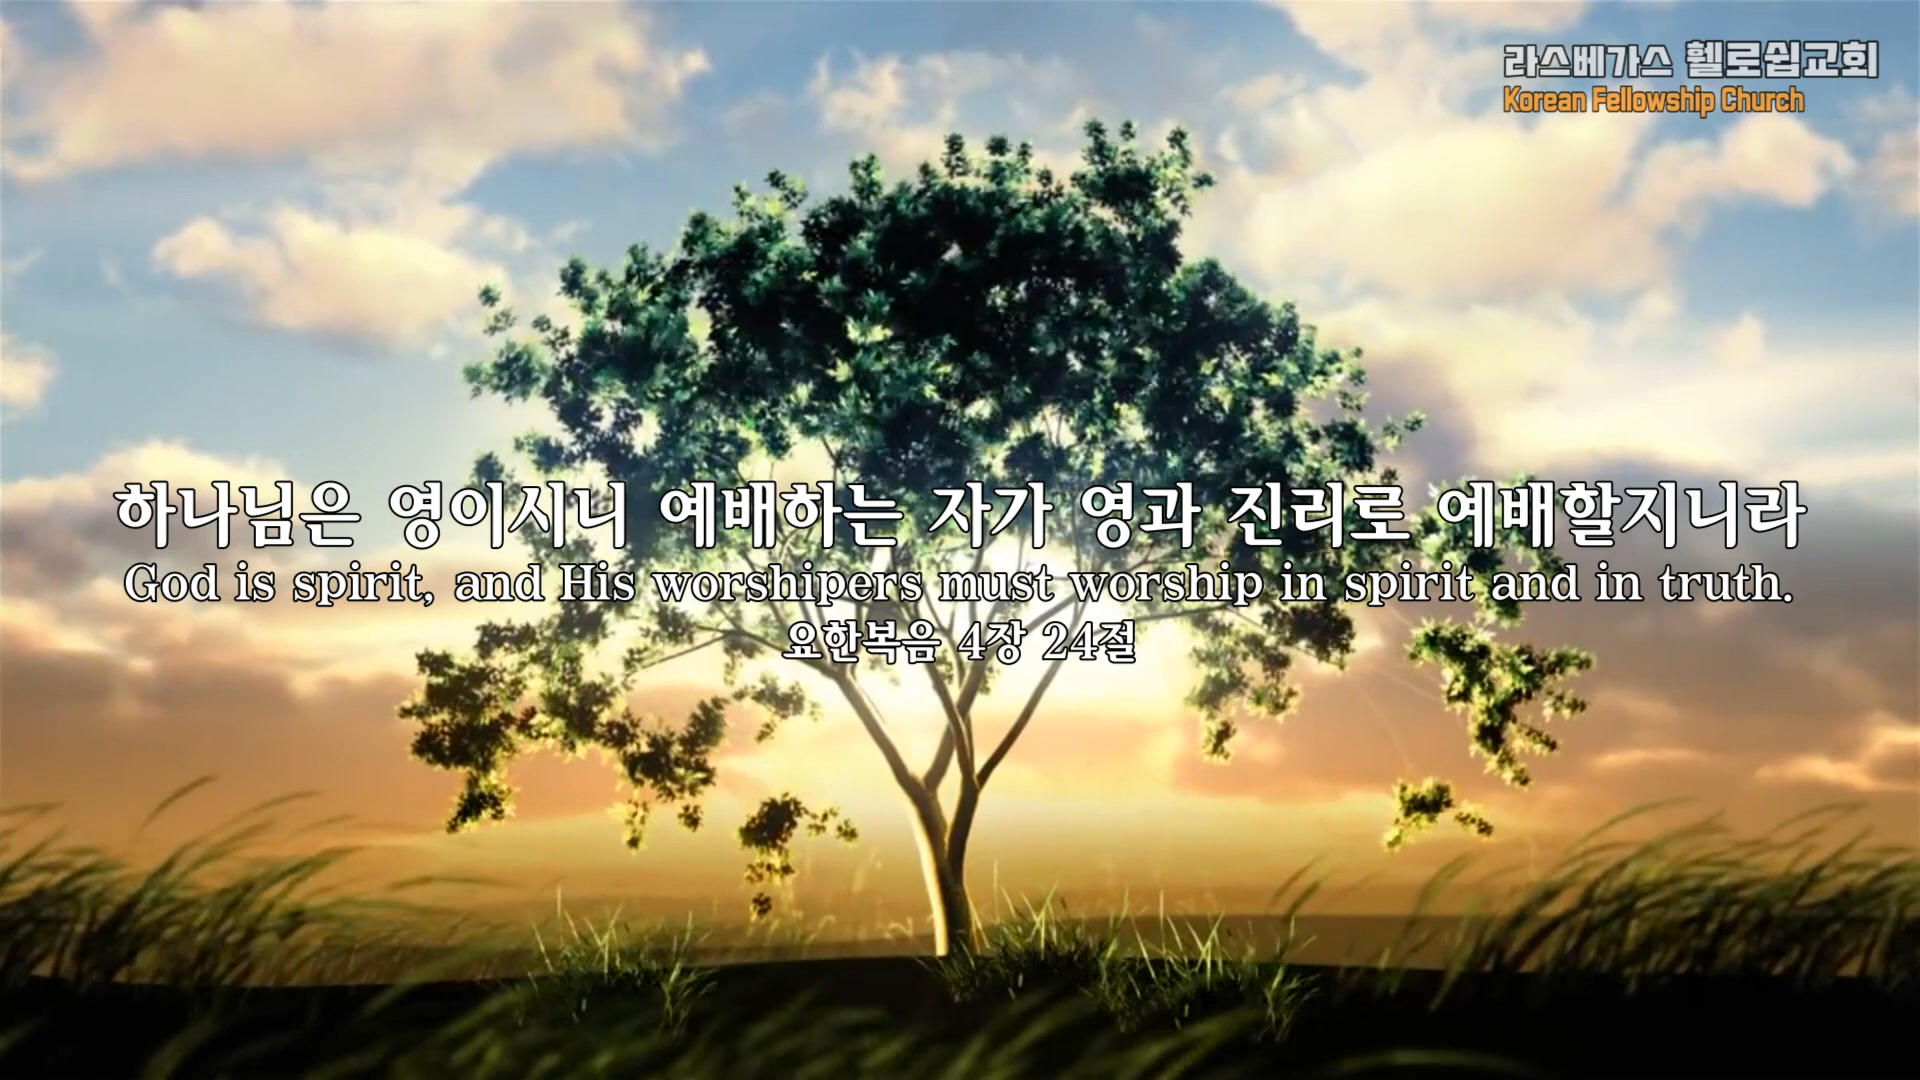 라스베가스 휄로쉽교회
Korean Fellowship Church
하나님은 영이시니 예배하는 자가 영과 진리로 예배할지니라
God is spirit, and His worshipers must worship in spirit and in truth.
요한복음 4장 24절